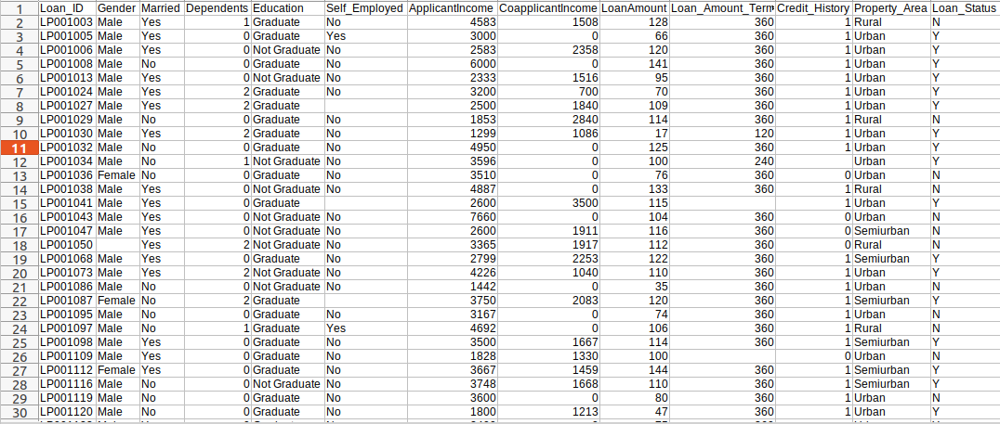 1 Loan_ID Gender Married Dependents Education Self_Employed ApplicantIncome CoapplicantIncome LoanAmount Loan_Amount_Term Credit_History Property_Area Loan_Status
2 LP001003 Male Yes 1 Graduate No 4583 1508 128 360 1 Rural N
3 LP001005 Male Yes 0 Graduate Yes 3000 0 66 360 1 Urban Y
4 LP001006 Male Yes 0 Not Graduate No 2583 2358 120 360 1 Urban Y
5 LP001008 Male No 0 Graduate No 6000 0 141 360 1 Urban Y
6 LP001013 Male Yes 0 Not Graduate No 2333 1516 95 360 1 Urban Y
7 LP001024 Male Yes 2 Graduate No 3200 700 70 360 1 Urban Y
8 LP001027 Male Yes 2 Graduate 2500 1840 109 360 1 Urban Y
9 LP001029 Male No 0 Graduate No 1853 2840 114 360 1 Rural N
10 LP001030 Male Yes 2 Graduate No 1299 1086 17 120 1 Urban Y
11 LP001032 Male No 0 Graduate No 4950 0 125 360 1 Urban Y
12 LP001034 Male No 1 Not Graduate No 3596 0 100 240 Urban Y
13 LP001036 Female No 0 Graduate No 3510 0 76 360 0 Urban N
14 LP001038 Male Yes 0 Not Graduate No 4887 0 133 360 1 Rural N
15 LP001041 Male Yes 0 Graduate 2600 3500 115 1 Urban Y
16 LP001043 Male Yes 0 Not Graduate No 7660 0 104 360 0 Urban N
17 LP001047 Male Yes 0 Not Graduate No 2600 1911 116 360 0 Semiurban N
18 LP001050 Yes 2 Not Graduate No 3365 1917 112 360 0 Rural N
19 LP001068 Male Yes 0 Graduate No 2799 2253 122 360 1 Semiurban Y
20 LP001073 Male Yes 2 Not Graduate No 4226 1040 110 360 1 Urban Y
21 LP001086 Male No 0 Not Graduate No 1442 0 35 360 1 Urban N
22 LP001087 Female No 2 Graduate 3750 2083 120 360 1 Semiurban Y
23 LP001095 Male No 0 Graduate No 3167 0 74 360 1 Urban N
24 LP001097 Male No 1 Graduate Yes 4692 0 106 360 1 Rural N
25 LP001098 Male Yes 0 Graduate No 3500 1667 114 360 1 Semiurban Y
26 LP001109 Male Yes 0 Graduate No 1828 1330 100 0 Urban N
27 LP001112 Female Yes 0 Graduate No 3667 1459 144 360 1 Semiurban Y
28 LP001116 Male No 0 Not Graduate No 3748 1668 110 360 1 Semiurban Y
29 LP001119 Male No 0 Graduate No 3600 0 80 360 1 Urban N
30 LP001120 Male No 0 Graduate No 1800 1213 47 360 1 Urban Y